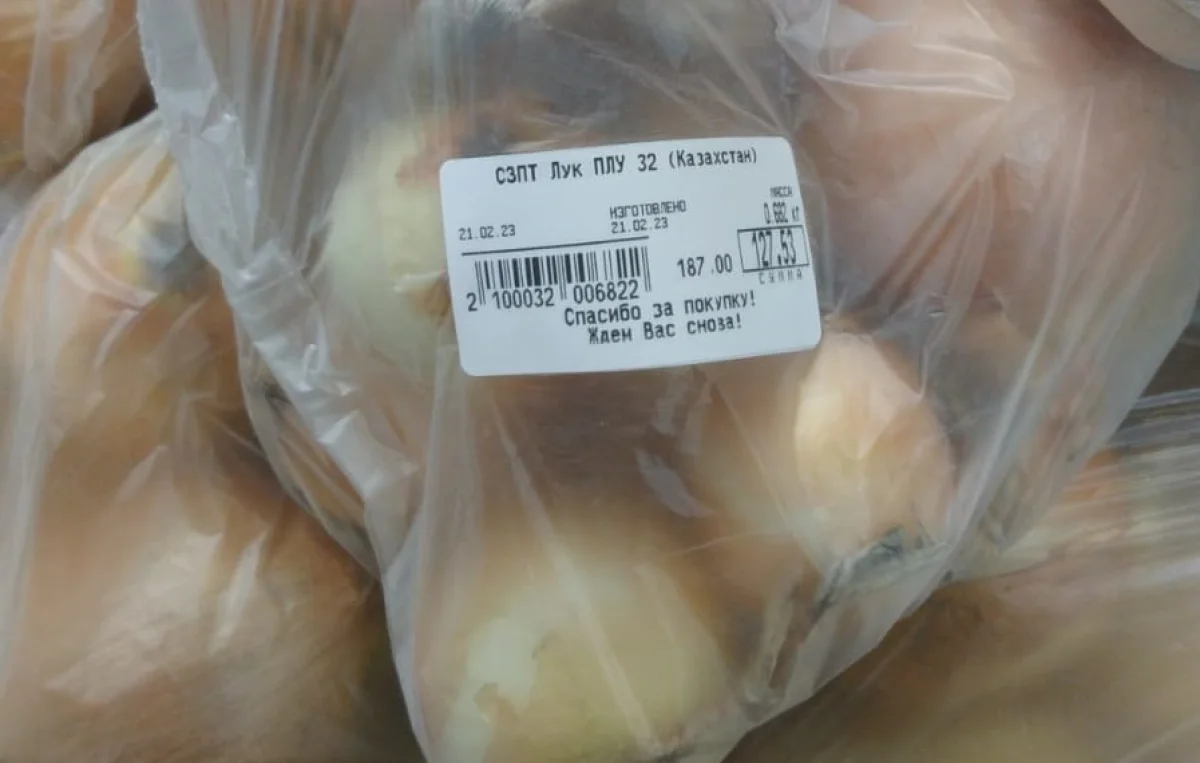 СЗПТ Лук ПЛУ 32 (Казахстан)
МАССА
ИЗГОТОВЛЕНО
0.682 кг
21.02.23
21.02.23
187.00
127.53
СУММА
2 100032 006822
Спасибо за покупку!
Ждем Вас снова!